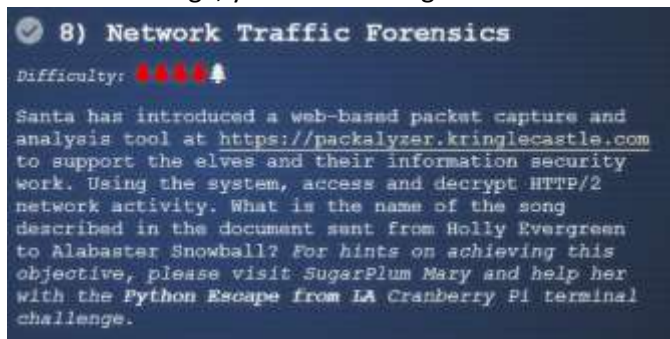 8) Network Traffic Forensics
Difficulty:
Santa has introduced a web-based packet capture and
analysis tool at https://packalyzer.kringlecastle.com
to support the elves and their information security
work. Using the system, access and decrypt HTTP/2
network activity. What is the name of the song
described in the document sent from Holly Evergreen
to Alabaster Snowball? For hints on achieving this
objective, please visit SugarPlum Mary and help her
with the Python Escape from LA Cranberry Pi terminal
challenge.